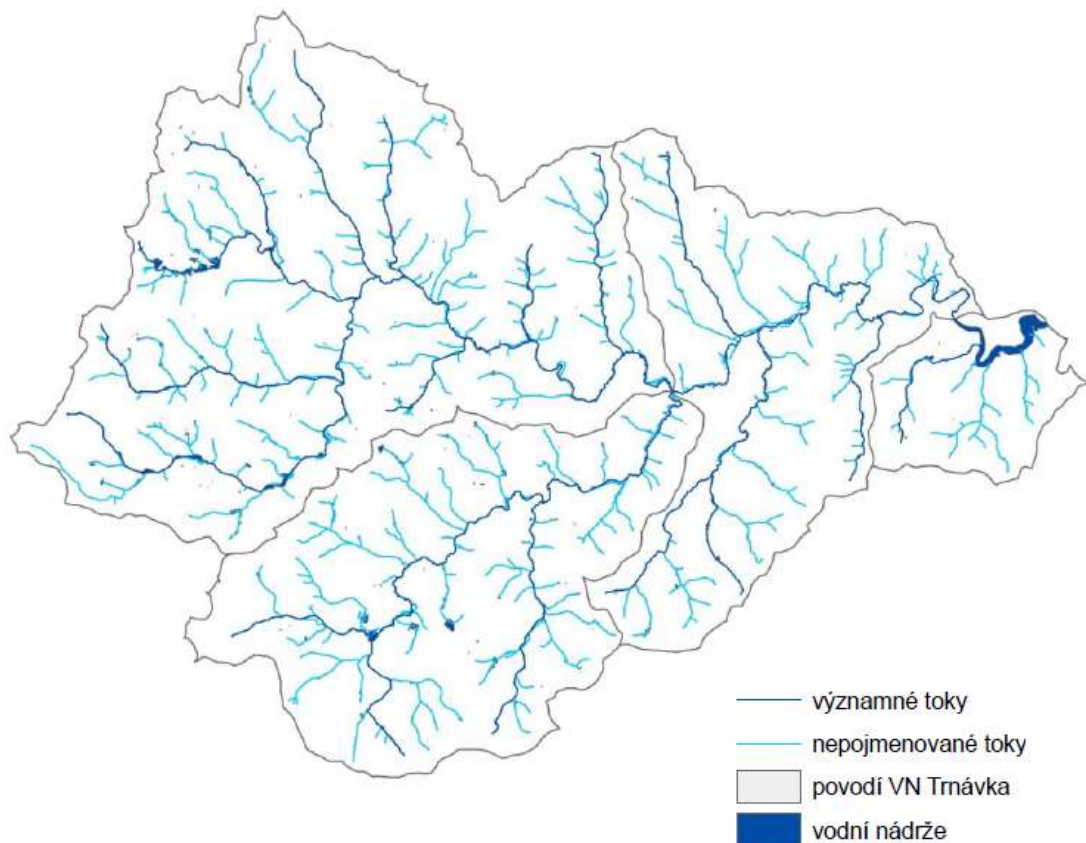 významné toky
nepojmenované toky
povodí VN Trnávka
vodní nádrže